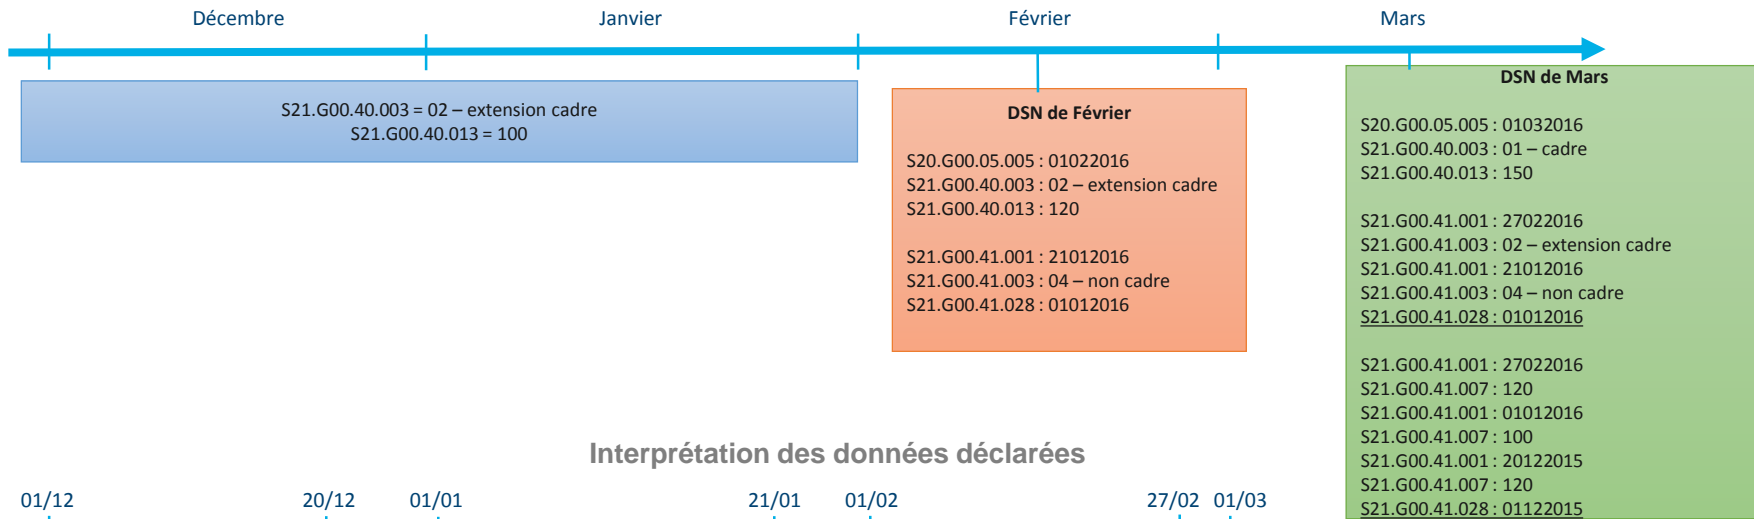 Décembre
Janvier
Février
Mars
S21.G00.40.003 = 02 – extension cadre
S21.G00.40.013 = 100
DSN de Février
S20.G00.05.005 : 01022016
S21.G00.40.003 : 02 – extension cadre
S21.G00.40.013 : 120
S21.G00.41.001 : 21012016
S21.G00.41.003 : 04 – non cadre
S21.G00.41.028 : 01012016
DSN de Mars
S20.G00.05.005 : 01032016
S21.G00.40.003 : 01 – cadre
S21.G00.40.013 : 150
S21.G00.41.001 : 27022016
S21.G00.41.003 : 02 – extension cadre
S21.G00.41.001 : 21012016
S21.G00.41.003 : 04 – non cadre
S21.G00.41.028 : 01012016
S21.G00.41.001 : 27022016
S21.G00.41.007 : 120
S21.G00.41.001 : 01012016
S21.G00.41.007 : 100
S21.G00.41.001 : 20122015
S21.G00.41.007 : 120
S21.G00.41.028 : 01122015
Interprétation des données déclarées
01/12
20/12
01/01
21/01
01/02
27/02
01/03